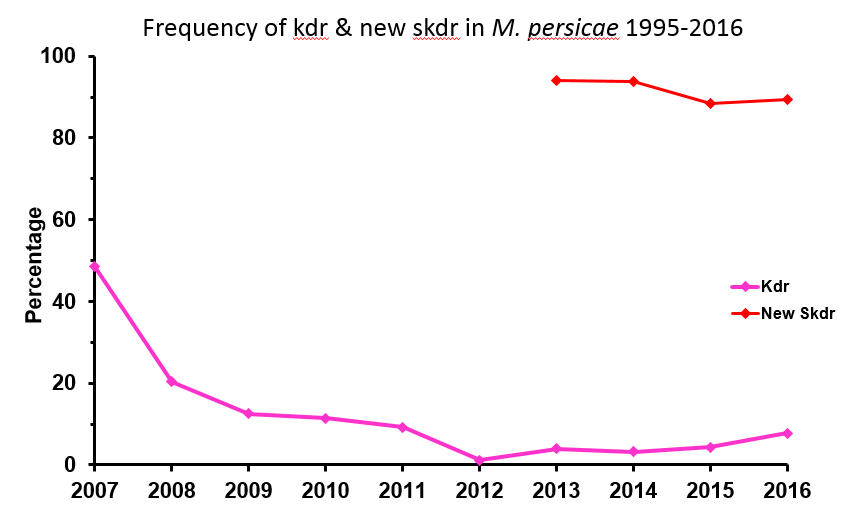 Frequency of kdr & new skdr in M. persicae 1995-2016
100
80
60
40
20
0
Percentage
2007 2008 2009 2010 2011 2012 2013 2014 2015 2016
Kdr
New Skdr